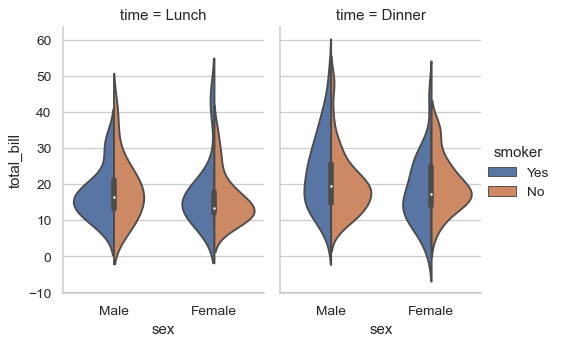 time = Lunch
time = Dinner
60
50
40
30
20
10
0
−10
total_bill
Male
Female
Male
Female
sex
sex
smoker
Yes
No